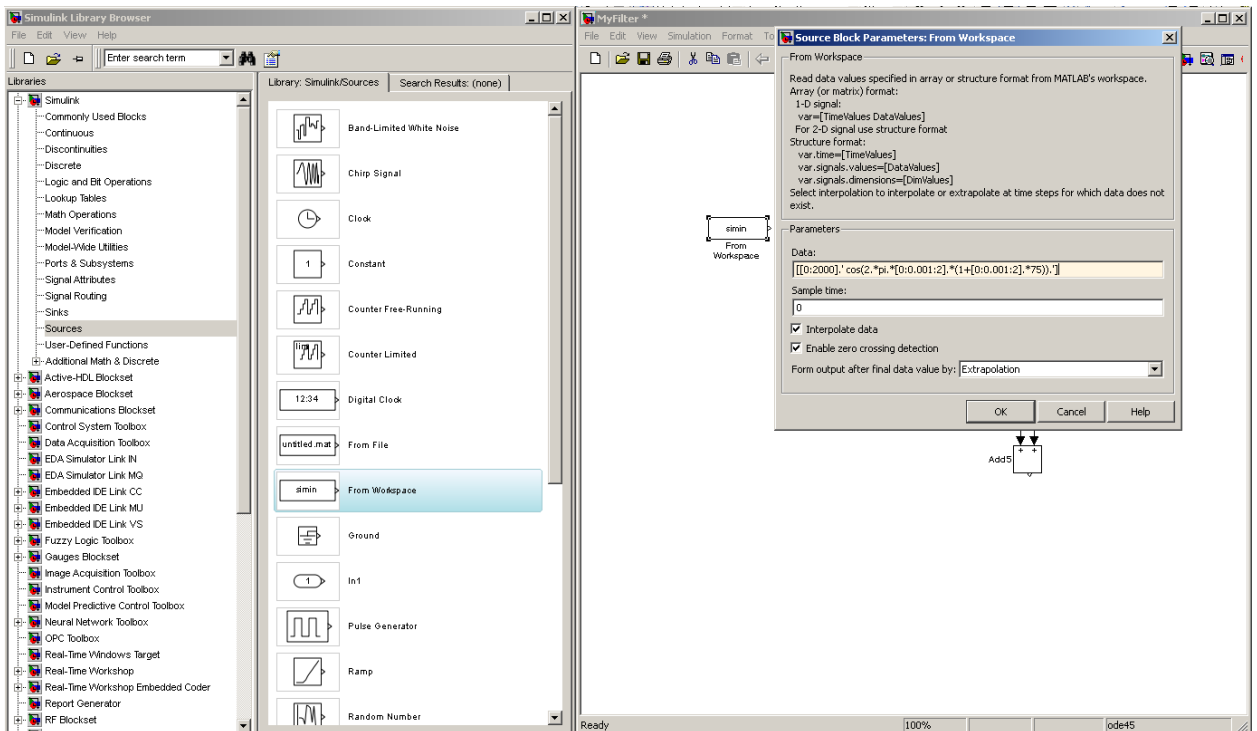 Simulink Library Browser
File Edit View Help
Enter search term
Libraries
Simulink
Commonly Used Blocks
Continuous
Discontinuities
Discrete
Logic and Bit Operations
Lookup Tables
Math Operations
Model Verification
Model-Wide Utilities
Ports & Subsystems
Signal Attributes
Signal Routing
Sinks
Sources
User-Defined Functions
Additional Math & Discrete
Active-HDL Blockset
Aerospace Blockset
Communications Blockset
Control System Toolbox
Data Acquisition Toolbox
EDA Simulator Link IN
EDA Simulator Link MQ
Embedded IDE Link CC
Embedded IDE Link MU
Embedded IDE Link VS
Fuzzy Logic Toolbox
Gauges Blockset
Image Acquisition Toolbox
Instrument Control Toolbox
Model Predictive Control Toolbox
Neural Network Toolbox
OPC Toolbox
Real-Time Windows Target
Real-Time Workshop
Real-Time Workshop Embedded Coder
Report Generator
RF Blockset
Library: Simulink/Sources Search Results: (none)
Band-Limited White Noise
Chirp Signal
Clock
1 Constant
Counter Free-Running
lim Counter Limited
12:34 Digital Clock
untitled.mat From File
simin From Workspace
Ground
1 In1
Pulse Generator
Ramp
Random Number
MyFilter *
File Edit View Simulation Format To
simin
From
Workspace
Add5
+ +
Ready 100% ode45
Source Block Parameters: From Workspace
From Workspace
Read data values specified in array or structure format from MATLAB's workspace.
Array (or matrix) format:
1-D signal:
var=[TimeValues DataValues]
For 2-D signal use structure format
Structure format:
var.time=[TimeValues]
var.signals.values=[DataValues]
var.signals.dimensions=[DimValues]
Select interpolation to interpolate or extrapolate at time steps for which data does not
exist.
Parameters
Data:
[[0:2000].' cos(2.*pi.*[0:0.001:2].*(1+[0:0.001:2].*75)).']
Sample time:
0
Interpolate data
Enable zero crossing detection
Form output after final data value by: Extrapolation
OK Cancel Help